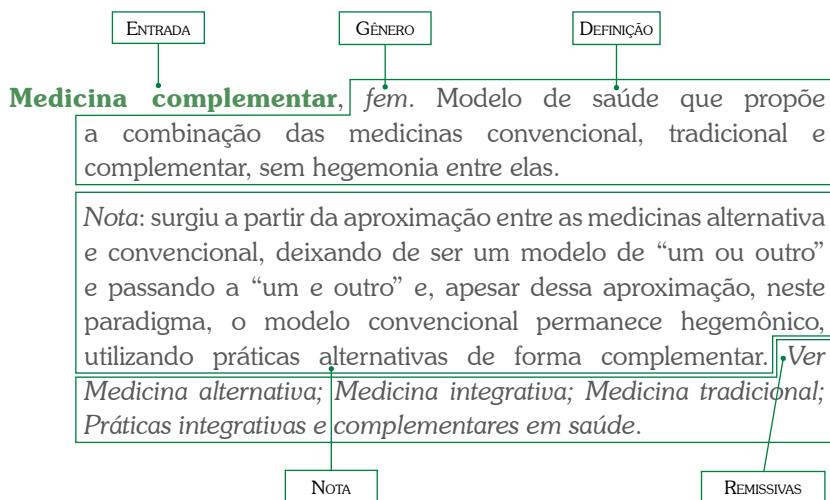 Entrada Gênero Definição
Medicina complementar, fem. Modelo de saúde que propõe
a combinação das medicinas convencional, tradicional e
complementar, sem hegemonia entre elas.
Nota: surgiu a partir da aproximação entre as medicinas alternativa
e convencional, deixando de ser um modelo de “um ou outro”
e passando a “um e outro” e, apesar dessa aproximação, neste
paradigma, o modelo convencional permanece hegemônico,
utilizando práticas alternativas de forma complementar. Ver
Medicina alternativa; Medicina integrativa; Medicina tradicional;
Práticas integrativas e complementares em saúde.
Nota Remissivas